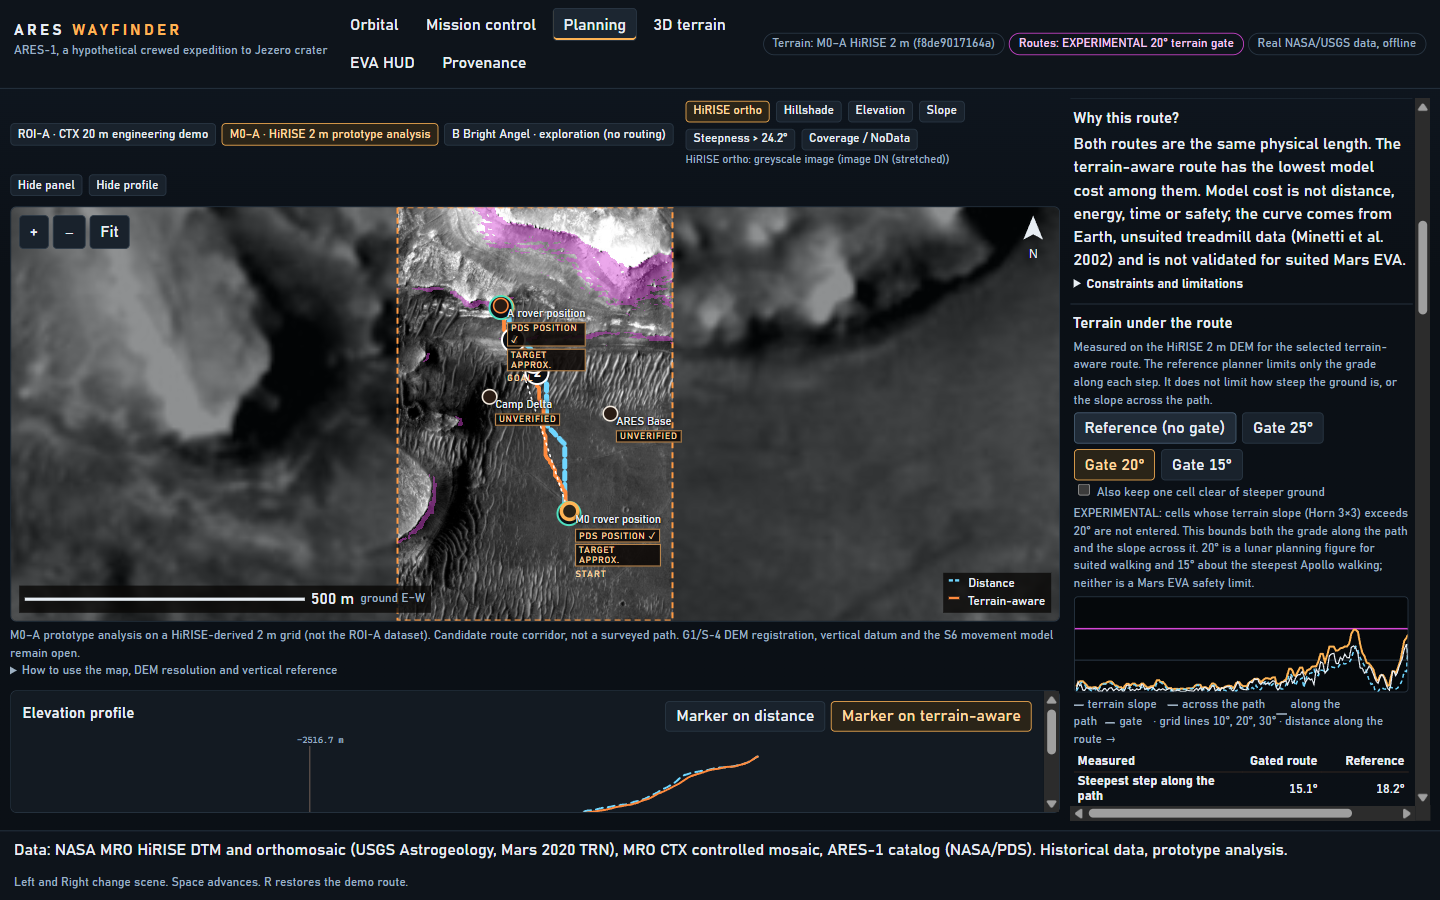 ARES WAYFINDER
ARES-1, a hypothetical crewed expedition to Jezero crater
Orbital
Mission control
Planning
3D terrain
EVA HUD
Provenance
Terrain: M0-A HiRISE 2 m (f8de9017164a)
Routes: EXPERIMENTAL 20° terrain gate
Real NASA/USGS data, offline
ROI-A · CTX 20 m engineering demo
M0-A · HiRISE 2 m prototype analysis
B Bright Angel · exploration (no routing)
HiRISE ortho
Hillshade
Elevation
Slope
Steepness > 24.2°
Coverage / NoData
HiRISE ortho: greyscale image (image DN (stretched))
Hide panel
Hide profile
+
–
Fit
N
A rover position
PDS POSITION
✓
TARGET
APPROX.
GOAL
Camp Delta
UNVERIFIED
ARES Base
UNVERIFIED
M0 rover position
PDS POSITION ✓
TARGET
APPROX.
START
500 m ground E-W
Distance
Terrain-aware
M0-A prototype analysis on a HiRISE-derived 2 m grid (not the ROI-A dataset). Candidate route corridor, not a surveyed path. G1/S-4 DEM registration, vertical datum and the S6 movement model
remain open.
▶ How to use the map, DEM resolution and vertical reference
Elevation profile
Marker on distance
Marker on terrain-aware
-2516.7 m
Why this route?
Both routes are the same physical length. The
terrain-aware route has the lowest model
cost among them. Model cost is not distance,
energy, time or safety; the curve comes from
Earth, unsuited treadmill data (Minetti et al.
2002) and is not validated for suited Mars EVA.
▶ Constraints and limitations
Terrain under the route
Measured on the HiRISE 2 m DEM for the selected terrain-
aware route. The reference planner limits only the grade
along each step. It does not limit how steep the ground is, or
the slope across the path.
Reference (no gate)
Gate 25°
Gate 20°
Gate 15°
Also keep one cell clear of steeper ground
EXPERIMENTAL: cells whose terrain slope (Horn 3×3) exceeds
20° are not entered. This bounds both the grade along the path
and the slope across it. 20° is a lunar planning figure for
suited walking and 15° about the steepest Apollo walking;
neither is a Mars EVA safety limit.
— terrain slope — across the path — along the
path — gate · grid lines 10°, 20°, 30° · distance along the
route →
Measured Gated route Reference
Steepest step along the
path 15.1° 18.2°
Data: NASA MRO HiRISE DTM and orthomosaic (USGS Astrogeology, Mars 2020 TRN), MRO CTX controlled mosaic, ARES-1 catalog (NASA/PDS). Historical data, prototype analysis.
Left and Right change scene. Space advances. R restores the demo route.